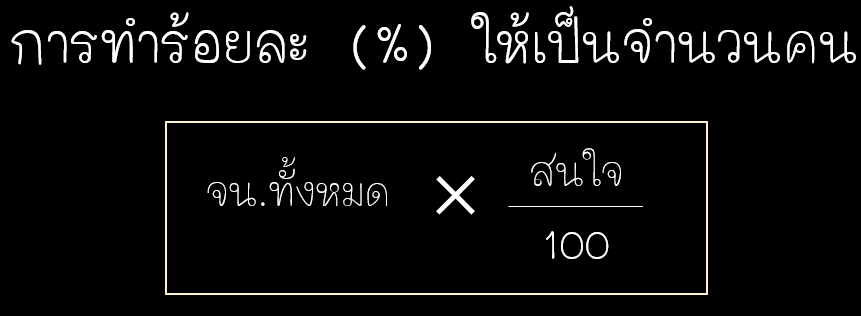 การทำร้อยละ (%) ให้เป็นจำนวนคน
จน.ทั้งหมด × สนใจ
100